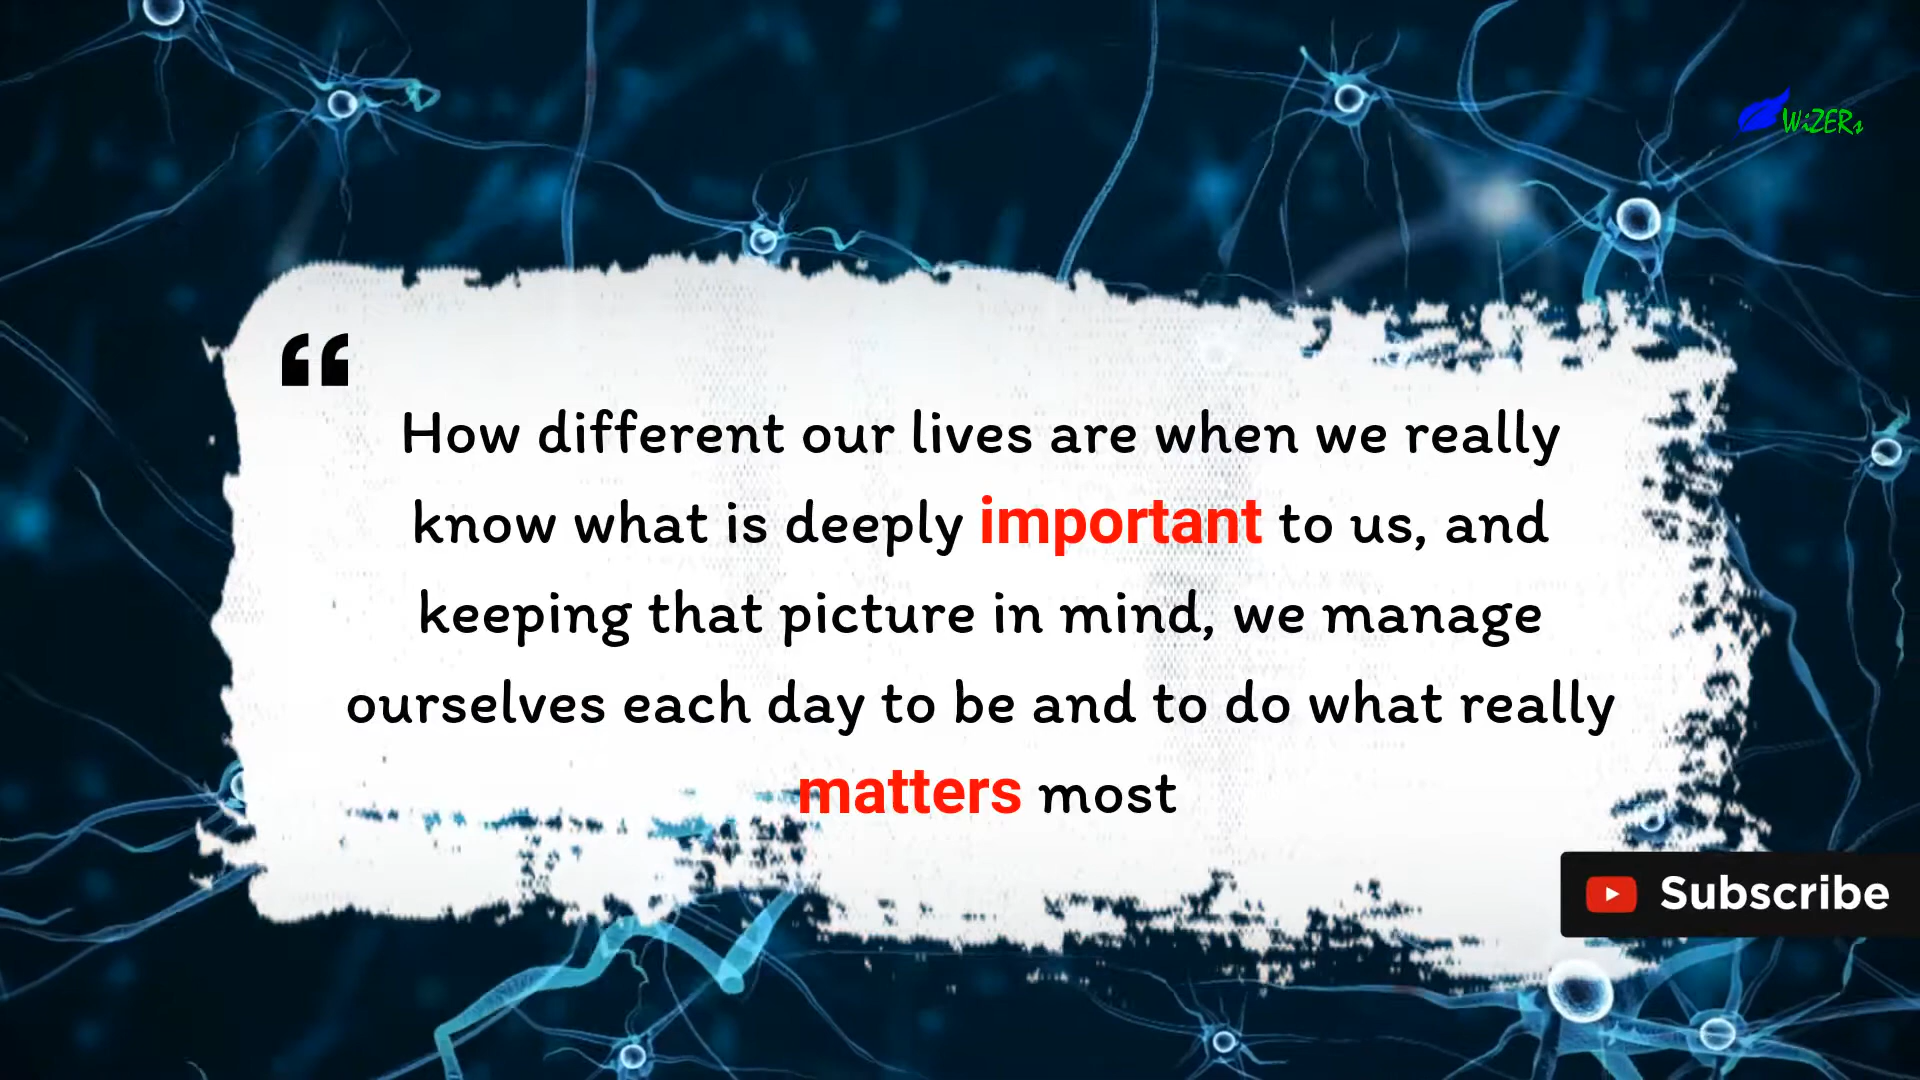 WiZERs
“
How different our lives are when we really
know what is deeply important to us, and
keeping that picture in mind, we manage
ourselves each day to be and to do what really
matters most
Subscribe